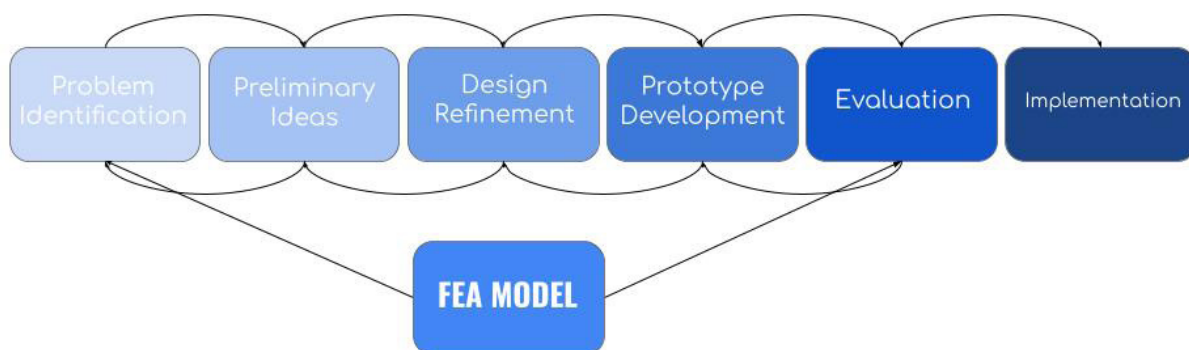 Problem
Identification
Preliminary
Ideas
Design
Refinement
Prototype
Development
Evaluation
Implementation
FEA MODEL